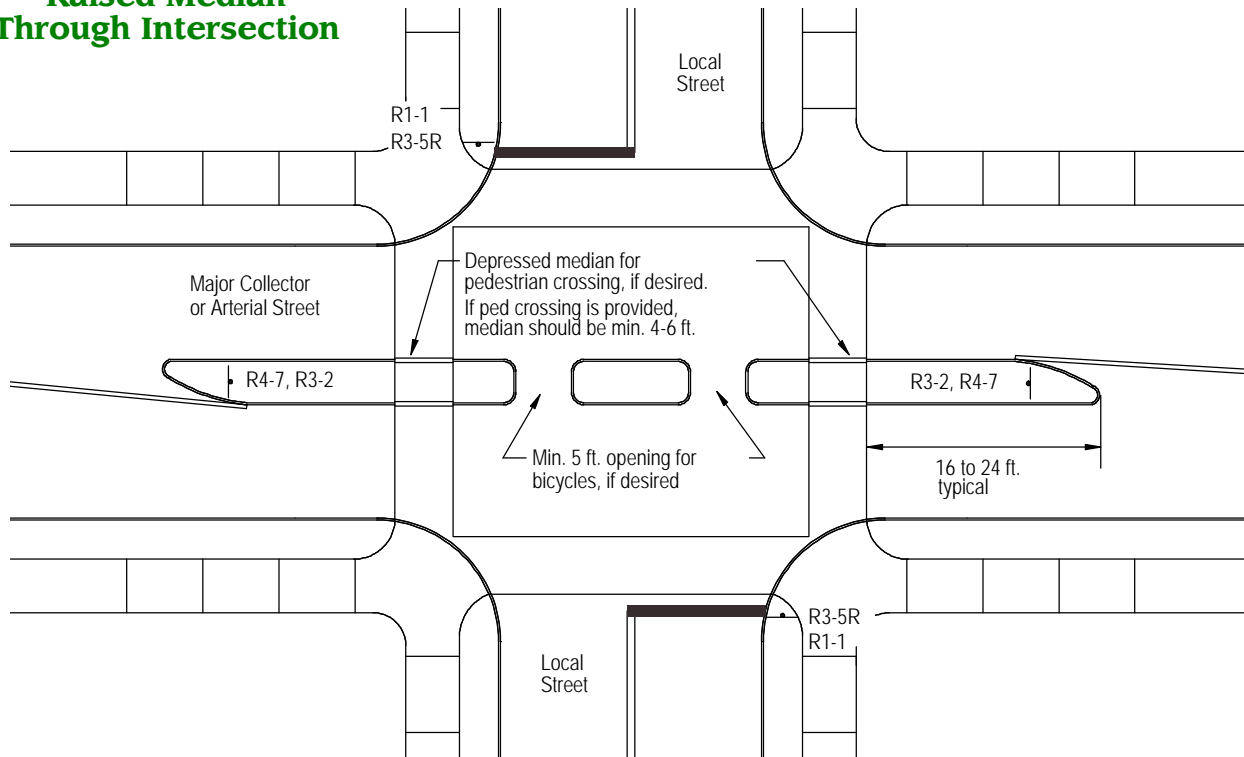 Raised Median
Through Intersection
Local
Street
R1-1
R3-5R
Major Collector
or Arterial Street
Depressed median for
pedestrian crossing, if desired.
If ped crossing is provided,
median should be min. 4-6 ft.
R4-7, R3-2
R3-2, R4-7
Min. 5 ft. opening for
bicycles, if desired
16 to 24 ft.
typical
R3-5R
R1-1
Local
Street